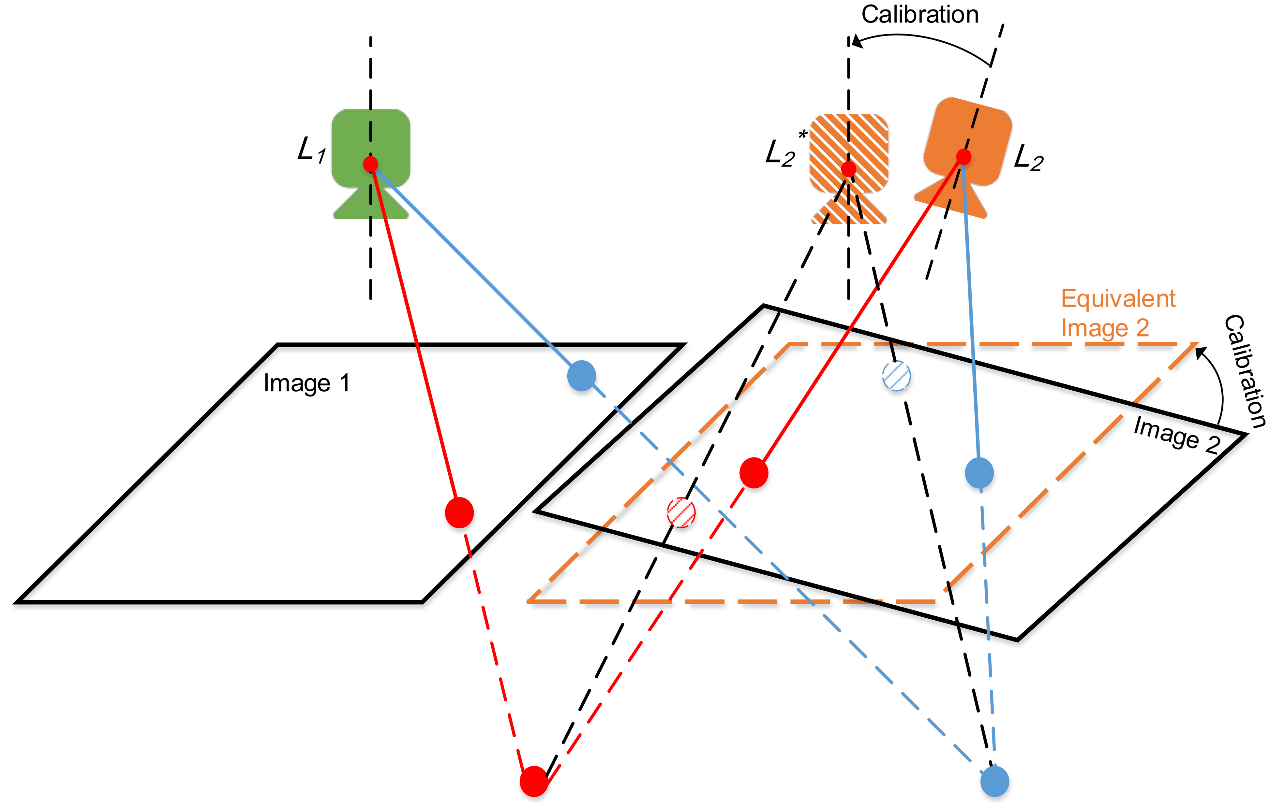 Calibration
L1
L2*
L2
Equivalent
Image 2
Calibration
Image 1
Image 2